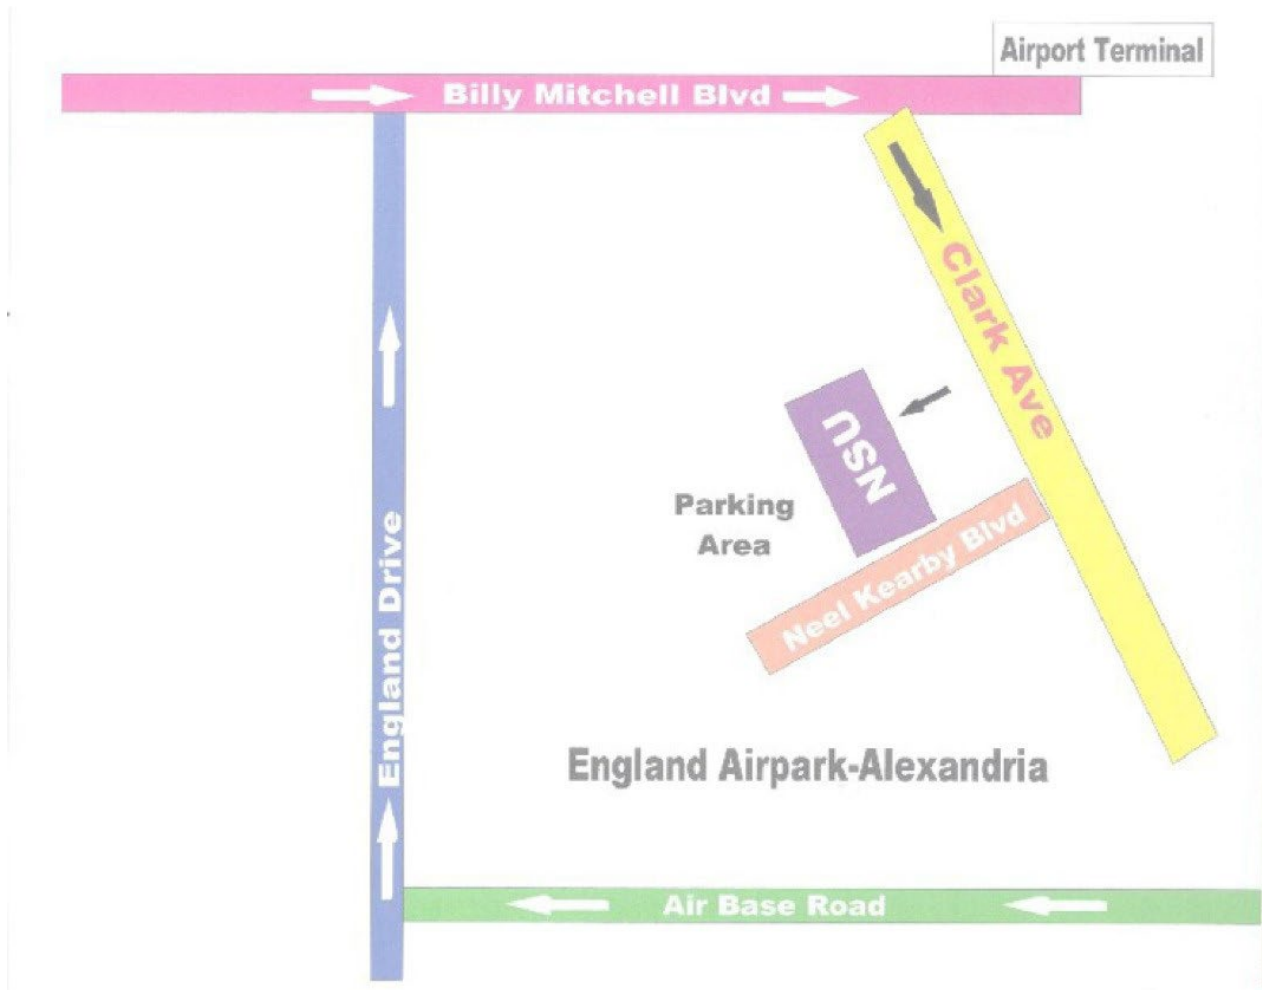 Airport Terminal
Billy Mitchell Blvd
Clark Ave
NSU
Parking
Area
Neel Kearby Blvd
England Drive
England Airpark-Alexandria
Air Base Road